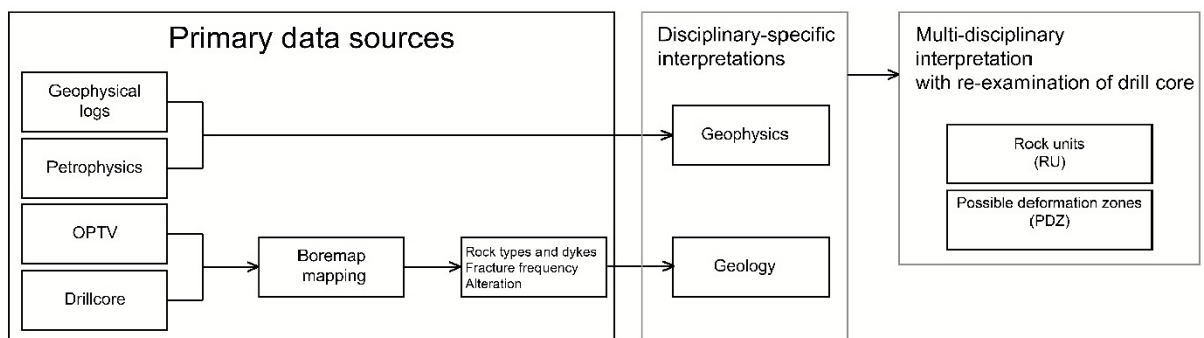 Primary data sources
Geophysical
logs
Petrophysics
OPTV
Drillcore
Boremap
mapping
Rock types and dykes
Fracture frequency
Alteration
Disciplinary-specific
interpretations
Geophysics
Geology
Multi-disciplinary
interpretation
with re-examination of drill core
Rock units
(RU)
Possible deformation zones
(PDZ)